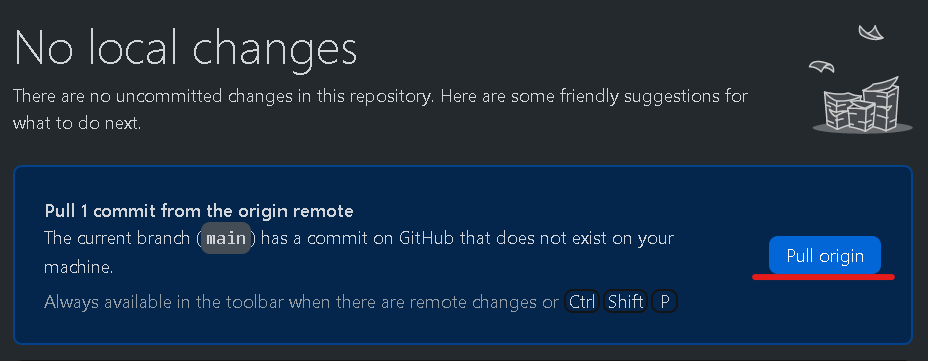 No local changes
There are no uncommitted changes in this repository. Here are some friendly suggestions for
what to do next.
Pull 1 commit from the origin remote
The current branch (main) has a commit on GitHub that does not exist on your
machine.
Pull origin
Always available in the toolbar when there are remote changes or Ctrl Shift P